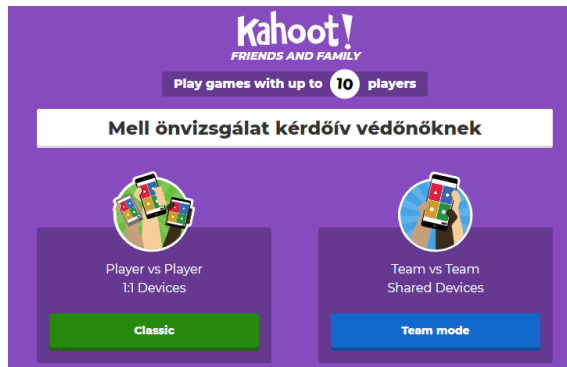 Kahoot!
FRIENDS AND FAMILY
Play games with up to 10 players
Mell önvizsgálat kérdőív védőnőknek
Player vs Player
1:1 Devices
Classic
Team vs Team
Shared Devices
Team mode